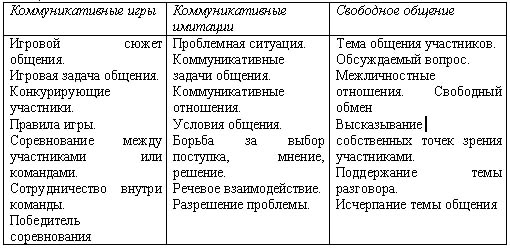 Коммуникативные игры
Коммуникативные
имитации
Свободное общение
Игровой сюжет
общения.
Игровая задача общения.
Конкурирующие
участники.
Правила игры.
Соревнование между
участниками или
командами.
Сотрудничество внутри
команды.
Победитель
соревнования
Проблемная ситуация.
Коммуникативные
задачи общения.
Коммуникативные
отношения.
Условия общения.
Борьба за выбор
поступка, мнение,
решение.
Речевое взаимодействие.
Разрешение проблемы.
Тема общения участников.
Обсуждаемый вопрос.
Межличностные
отношения. Свободный
обмен
Высказывание
собственных точек зрения
участниками.
Поддержание темы
разговора.
Исчерпание темы общения